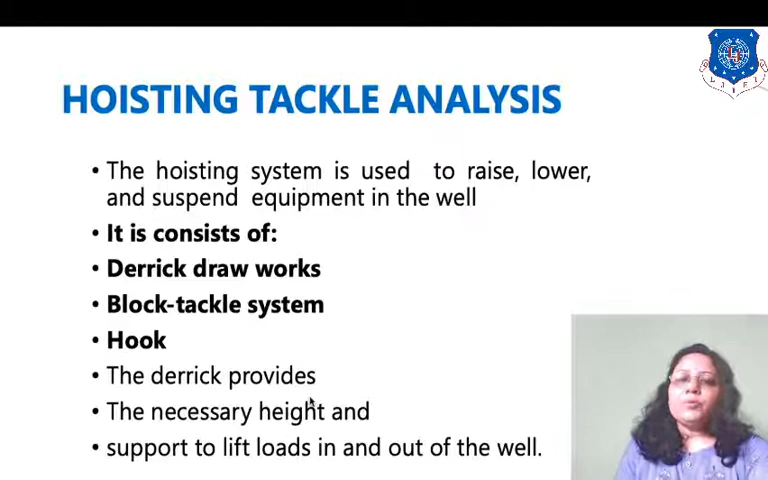 HOISTING TACKLE ANALYSIS
• The hoisting system is used to raise, lower,
and suspend equipment in the well
• It is consists of:
• Derrick draw works
• Block-tackle system
• Hook
• The derrick provides
• The necessary height and
• support to lift loads in and out of the well.